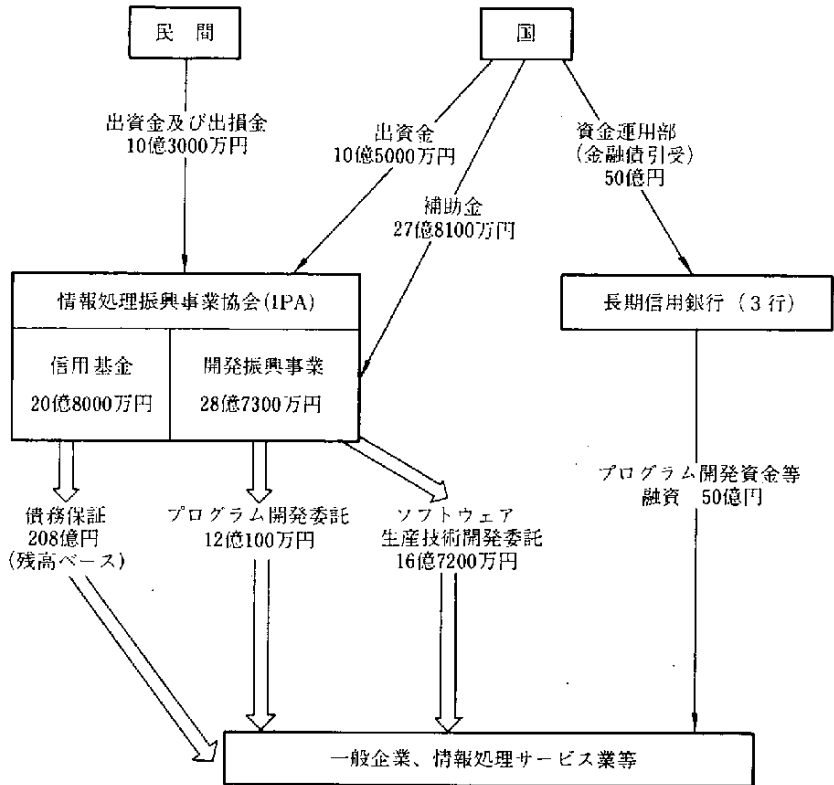 民 間
国
出資金及び出損金
10億3000万円
出資金
10億5000万円
資金運用部
(金融債引受)
50億円
補助金
27億8100万円
情報処理振興事業協会(IPA)
長期信用銀行(3行)
信用基金
20億8000万円
開発振興事業
28億7300万円
債務保証
208億円
(残高ベース)
プログラム開発委託
12億100万円
ソフトウェア
生産技術開発委託
16億7200万円
プログラム開発資金等
融資 50億円
一般企業、情報処理サービス業等